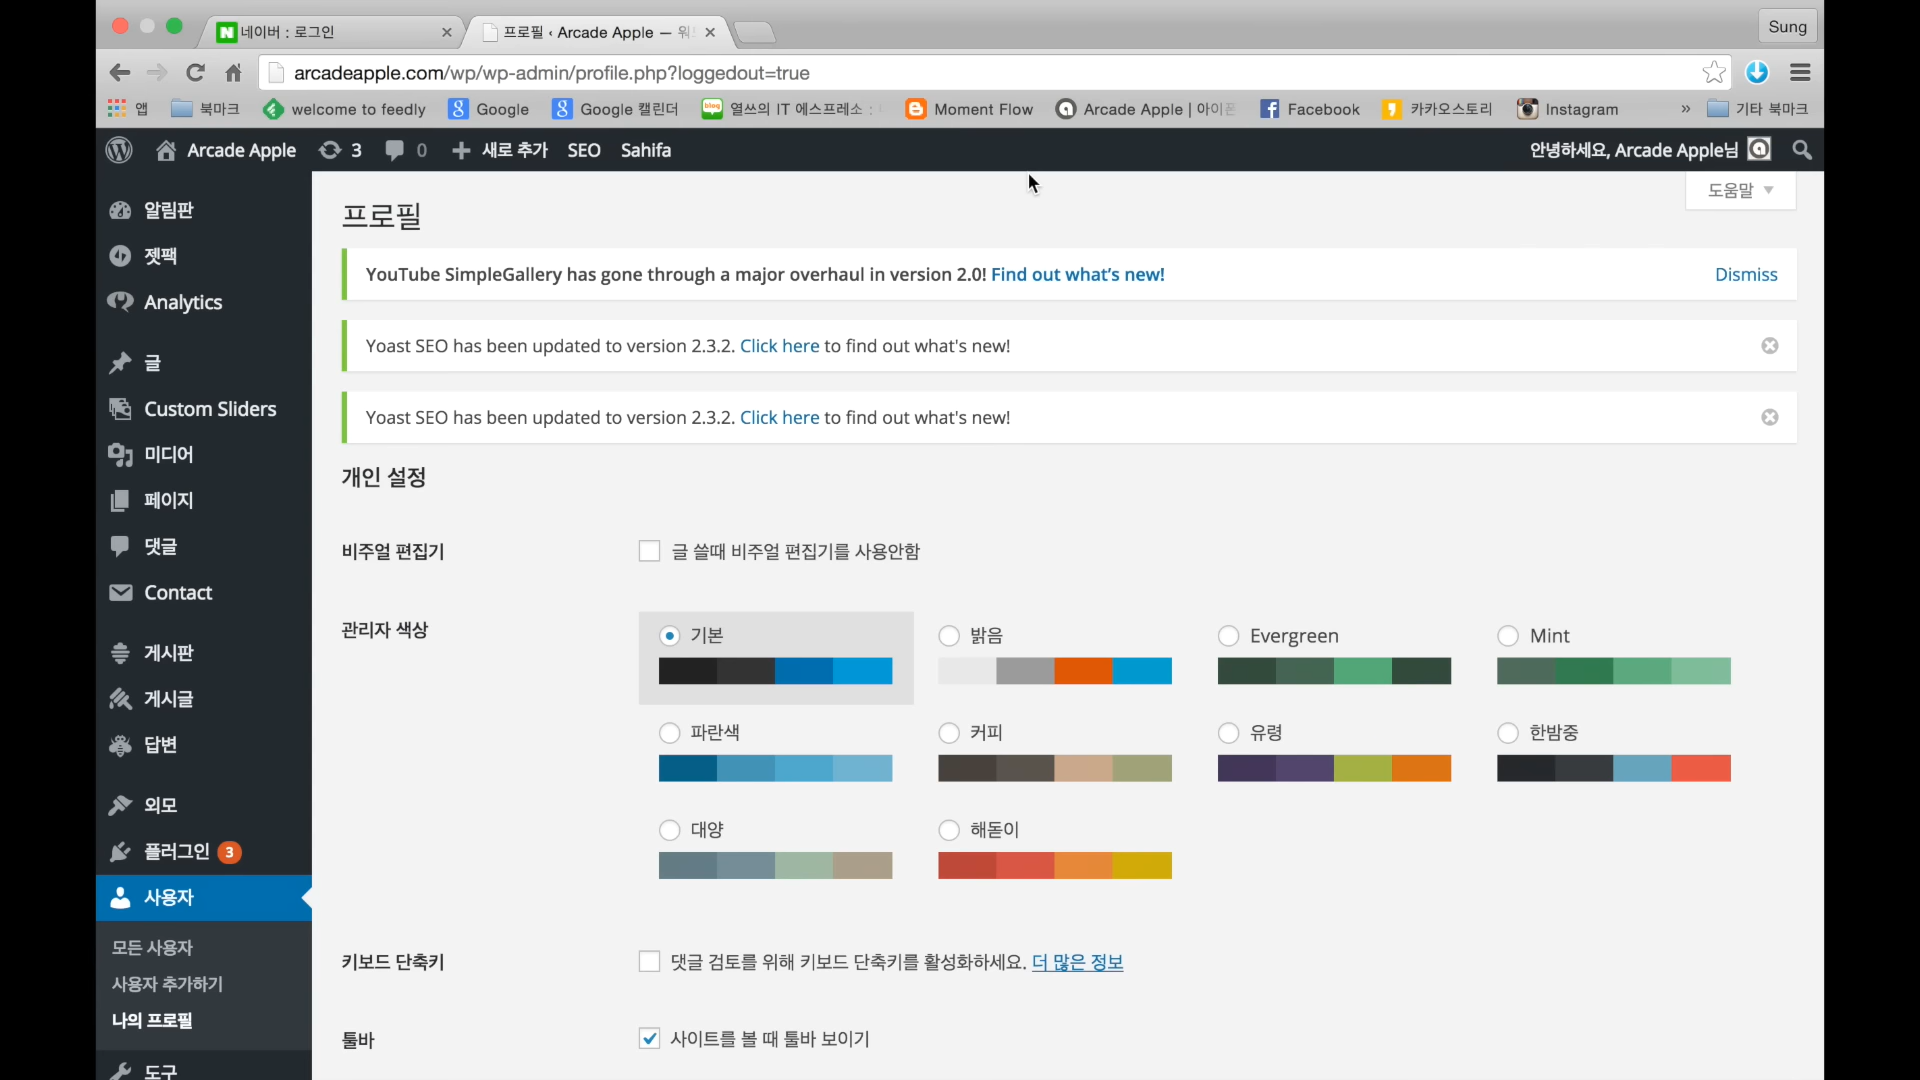 네이버 : 로그인
프로필 ‹ Arcade Apple — 워
Sung
arcadeapple.com/wp/wp-admin/profile.php?loggedout=true
앱 북마크 welcome to feedly Google Google 캘린더 열쓰의 IT 에스프레소 : Moment Flow Arcade Apple | 아이폰 Facebook 카카오스토리 Instagram » 기타 북마크
Arcade Apple 3 0 새로 추가 SEO Sahifa 안녕하세요, Arcade Apple님
도움말
알림판
젯팩
Analytics
글
Custom Sliders
미디어
페이지
댓글
Contact
게시판
게시글
답변
외모
플러그인 3
사용자
모든 사용자
사용자 추가하기
나의 프로필
도구
프로필
YouTube SimpleGallery has gone through a major overhaul in version 2.0! Find out what’s new! Dismiss
Yoast SEO has been updated to version 2.3.2. Click here to find out what's new!
Yoast SEO has been updated to version 2.3.2. Click here to find out what's new!
개인 설정
비주얼 편집기 글 쓸때 비주얼 편집기를 사용안함
관리자 색상
기본 밝음 Evergreen Mint
파란색 커피 유령 한밤중
대양 해돋이
키보드 단축키 댓글 검토를 위해 키보드 단축키를 활성화하세요. 더 많은 정보
툴바 사이트를 볼 때 툴바 보이기